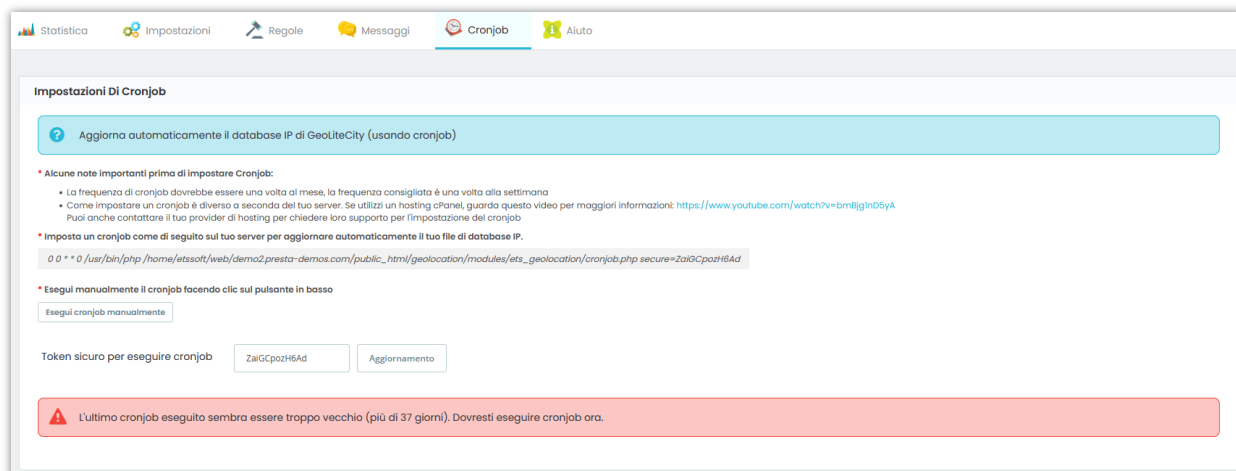 Statistica Impostazioni Regole Messaggi Cronjob Aiuto
Impostazioni Di Cronjob
Aggiorna automaticamente il database IP di GeoLiteCity (usando cronjob)
* Alcune note importanti prima di impostare Cronjob:
• La frequenza di cronjob dovrebbe essere una volta al mese, la frequenza consigliata è una volta alla settimana
• Come impostare un cronjob è diverso a seconda del tuo server. Se utilizzi un hosting cPanel, guarda questo video per maggiori informazioni: https://www.youtube.com/watch?v=bmBjg1nD5yA
Puoi anche contattare il tuo provider di hosting per chiedere loro supporto per l'impostazione del cronjob
* Imposta un cronjob come di seguito sul tuo server per aggiornare automaticamente il tuo file di database IP.
0 0 * * 0 /usr/bin/php /home/etssoft/web/demo2.presta-demos.com/public_html/geolocation/modules/ets_geolocation/cronjob.php secure=ZaiGCpozH6Ad
* Esegui manualmente il cronjob facendo clic sul pulsante in basso
Esegui cronjob manualmente
Token sicuro per eseguire cronjob ZaiGCpozH6Ad Aggiornamento
L'ultimo cronjob eseguito sembra essere troppo vecchio (più di 37 giorni). Dovresti eseguire cronjob ora.